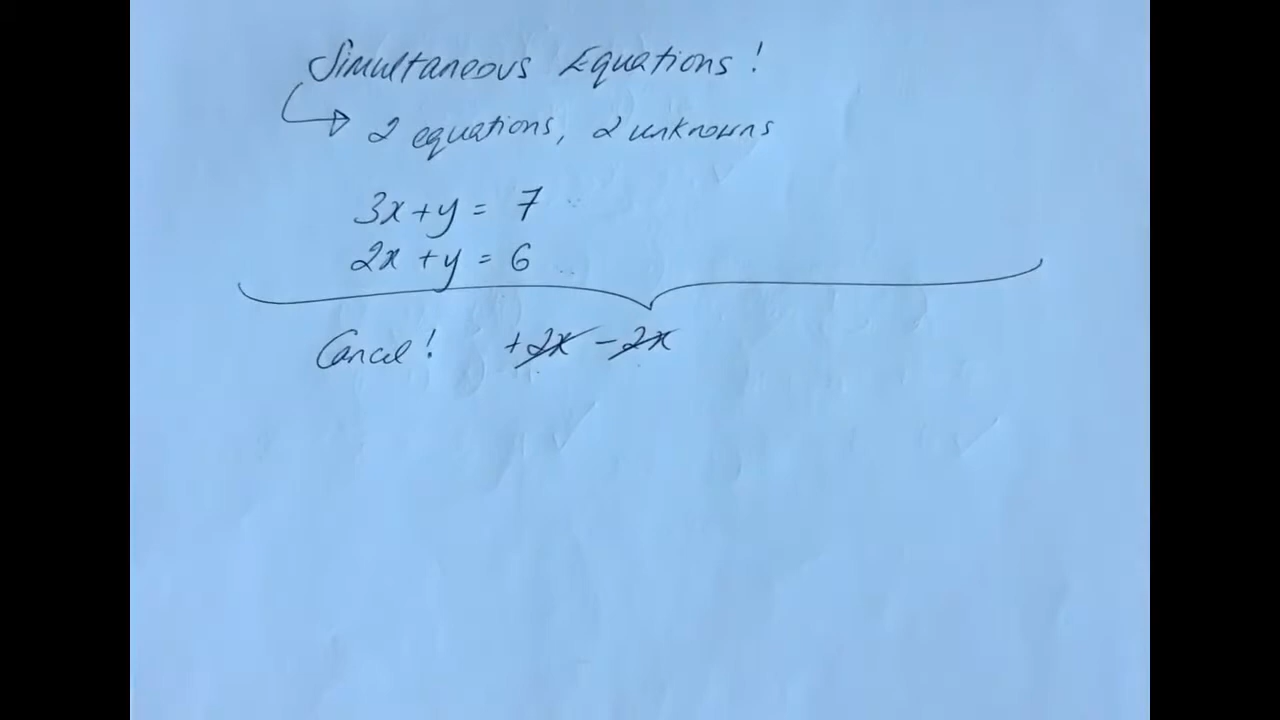 Simultaneous Equations!
2 equations, 2 unknowns
3x + y = 7
2x + y = 6
Cancel! +2x - 2x